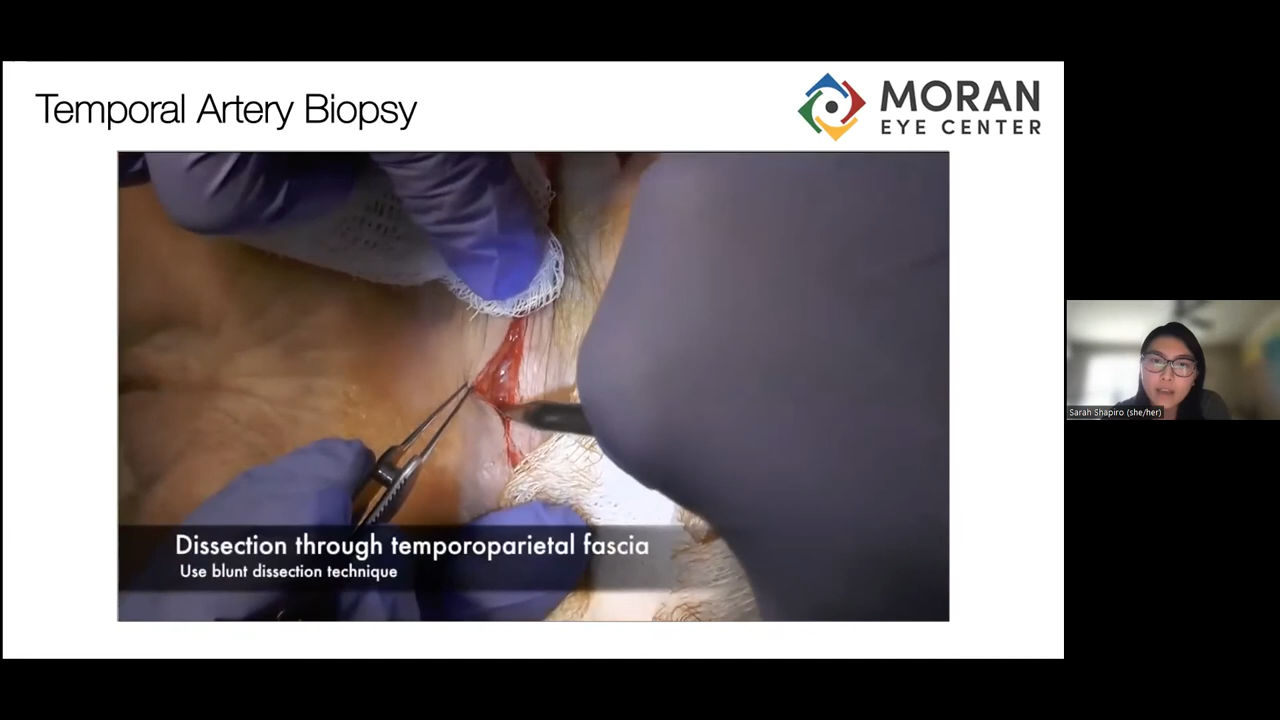 Temporal Artery Biopsy
MORAN
EYE CENTER
Dissection through temporoparietal fascia
Use blunt dissection technique
Sarah Shapiro (she/her)